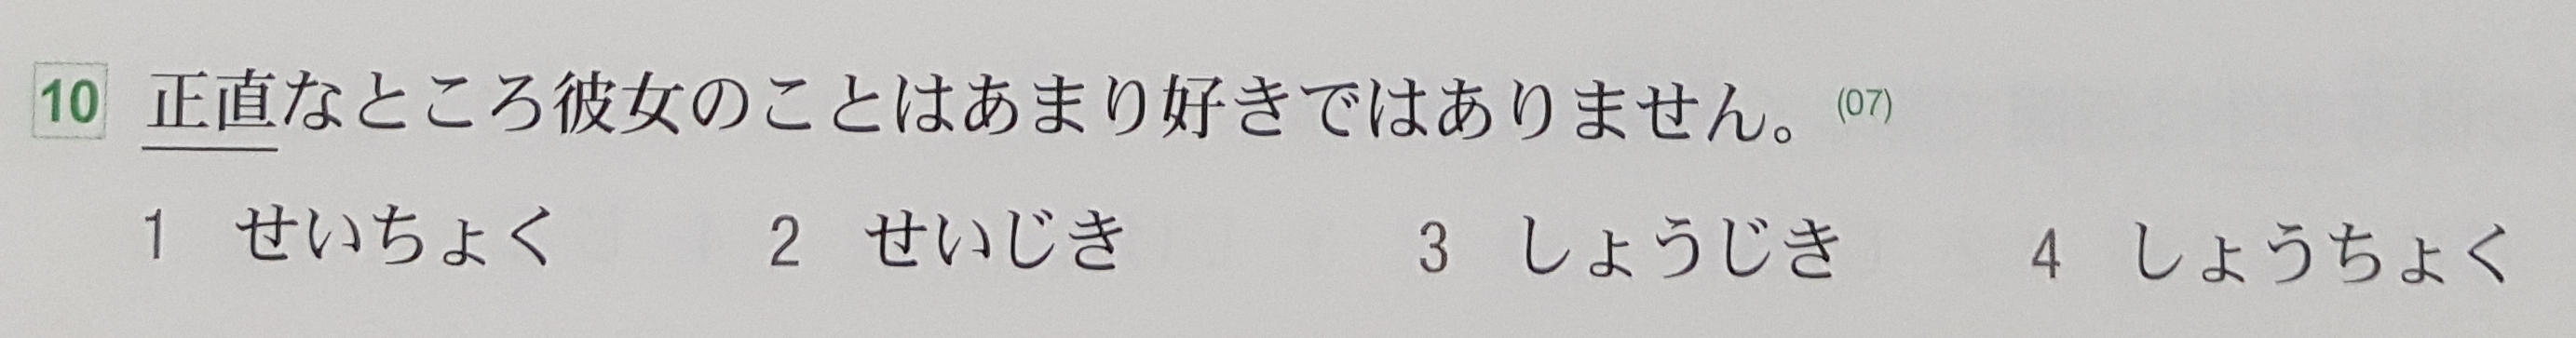 10 正直なところ彼女のことはあまり好きではありません。(07)
1 せいちょく 2 せいじき 3 しょうじき 4 しょうちょく